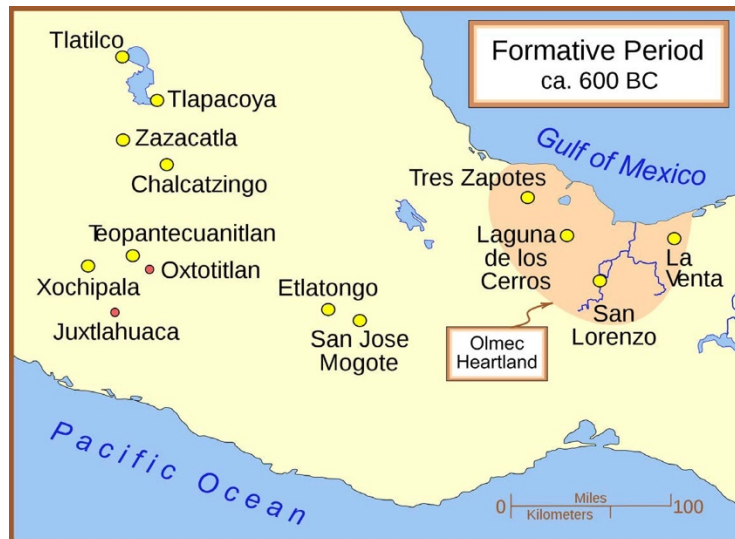 Formative Period
ca. 600 BC
Tlatilco
Tlapacoya
Zazacatla
Chalcatzingo
Gulf of Mexico
Tres Zapotes
Laguna
de los
Cerros
La
Venta
San
Lorenzo
Teopantecuanitlan
Oxtotitlan
Xochipala
Juxtlahuaca
Etlatongo
San Jose
Mogote
Olmec
Heartland
Pacific Ocean
Miles
0 100
Kilometers